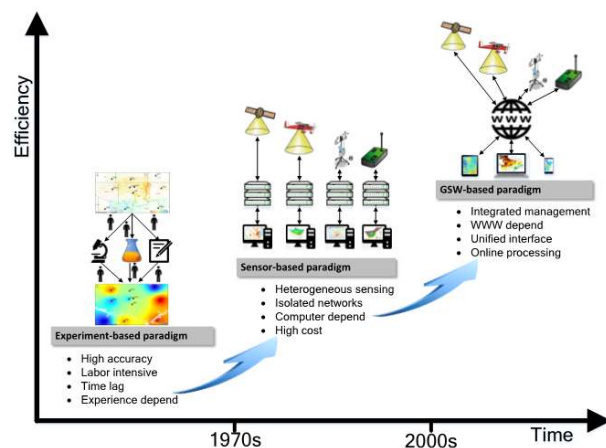 Efficiency
WWW
GSW-based paradigm
• Integrated management
• WWW depend
• Unified interface
• Online processing
Sensor-based paradigm
• Heterogeneous sensing
• Isolated networks
• Computer depend
• High cost
Experiment-based paradigm
• High accuracy
• Labor intensive
• Time lag
• Experience depend
1970s
2000s
Time